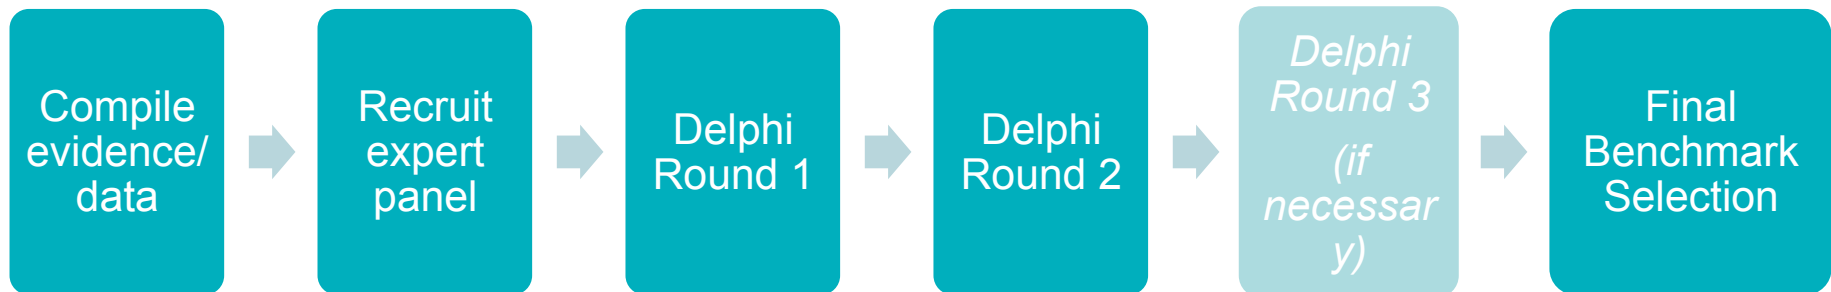 Compile
evidence/
data
Recruit
expert
panel
Delphi
Round 1
Delphi
Round 2
Delphi
Round 3
(if
necessar
y)
Final
Benchmark
Selection